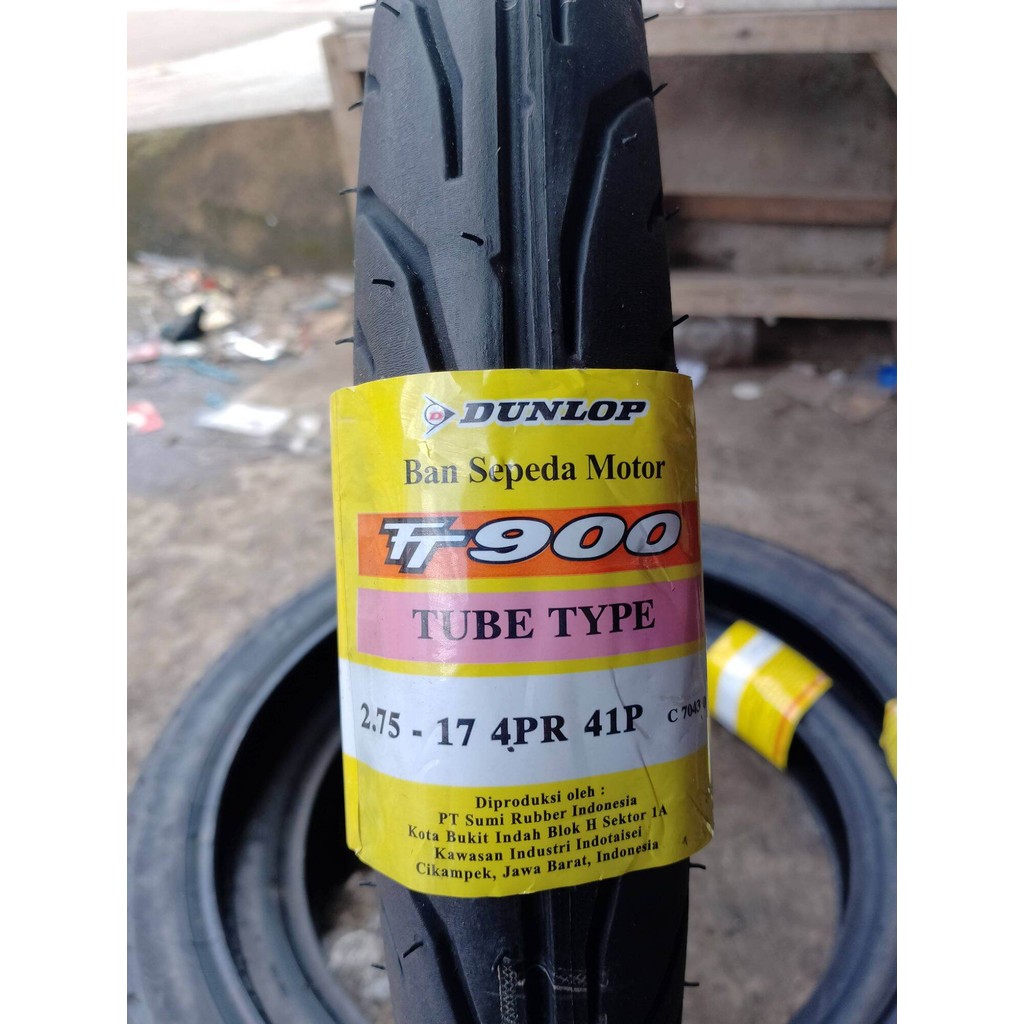 DUNLOP
Ban Sepeda Motor
TT900
TUBE TYPE
2.75 - 17 4PR 41P C 7043
Diproduksi oleh :
PT Sumi Rubber Indonesia
Kota Bukit Indah Blok H Sektor 1A
Kawasan Industri Indotaisei
Cikampek, Jawa Barat, Indonesia